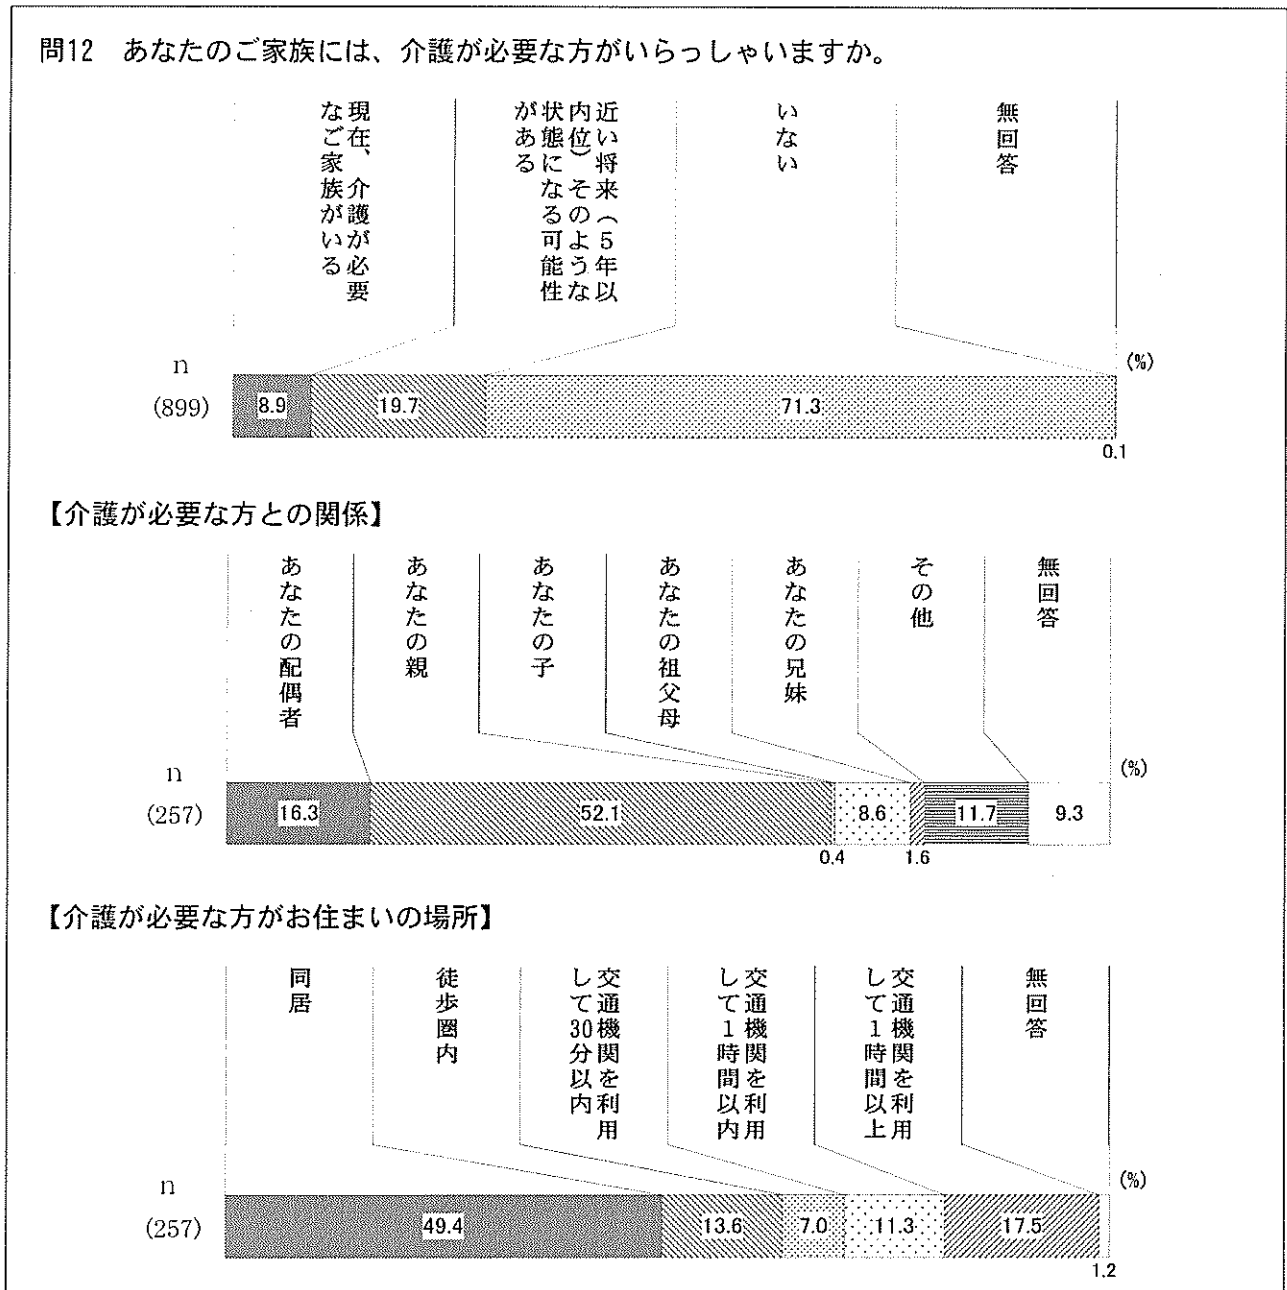 問12　あなたのご家族には、介護が必要な方がいらっしゃいますか。
現在、介護が必要
なご家族がいる
近い将来（5年以
内位）そのような
状態になる可能性
がある
いない
無回答
(%)
n
(899)
8.9
19.7
71.3
0.1
【介護が必要な方との関係】
あなたの配偶者
あなたの親
あなたの子
あなたの祖父母
あなたの兄妹
その他
無回答
(%)
n
(257)
16.3
52.1
0.4
8.6
1.6
11.7
9.3
【介護が必要な方がお住まいの場所】
同居
徒歩圏内
交通機関を利用
して30分以内
交通機関を利用
して1時間以内
交通機関を利用
して1時間以上
無回答
(%)
n
(257)
49.4
13.6
7.0
11.3
17.5
1.2